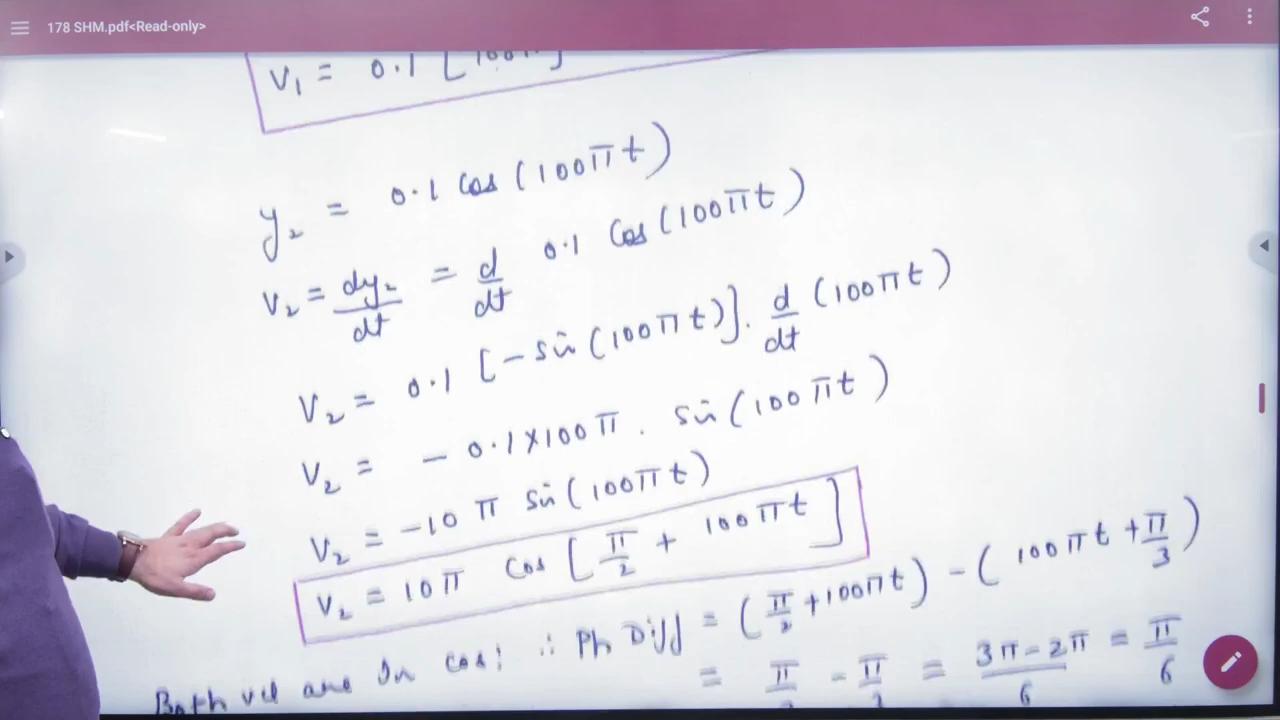 178 SHM.pdf<Read-only>
V₁ = 0.1 [100π
y₂ = 0.1 cos (100πt)
V₂ = dy₂/dt = d/dt 0.1 cos (100πt)
V₂ = 0.1 [- sin (100πt)] . d/dt (100πt)
V₂ = - 0.1×100π . sin (100πt)
V₂ = -10 π sin (100πt)
V₂ = 10π cos [π/2 + 100πt]
Both vel are In cos; ∴ Ph Diff = (π/2 + 100πt) - (100πt + π/3)
= π - π = 3π-2π/6 = π/6